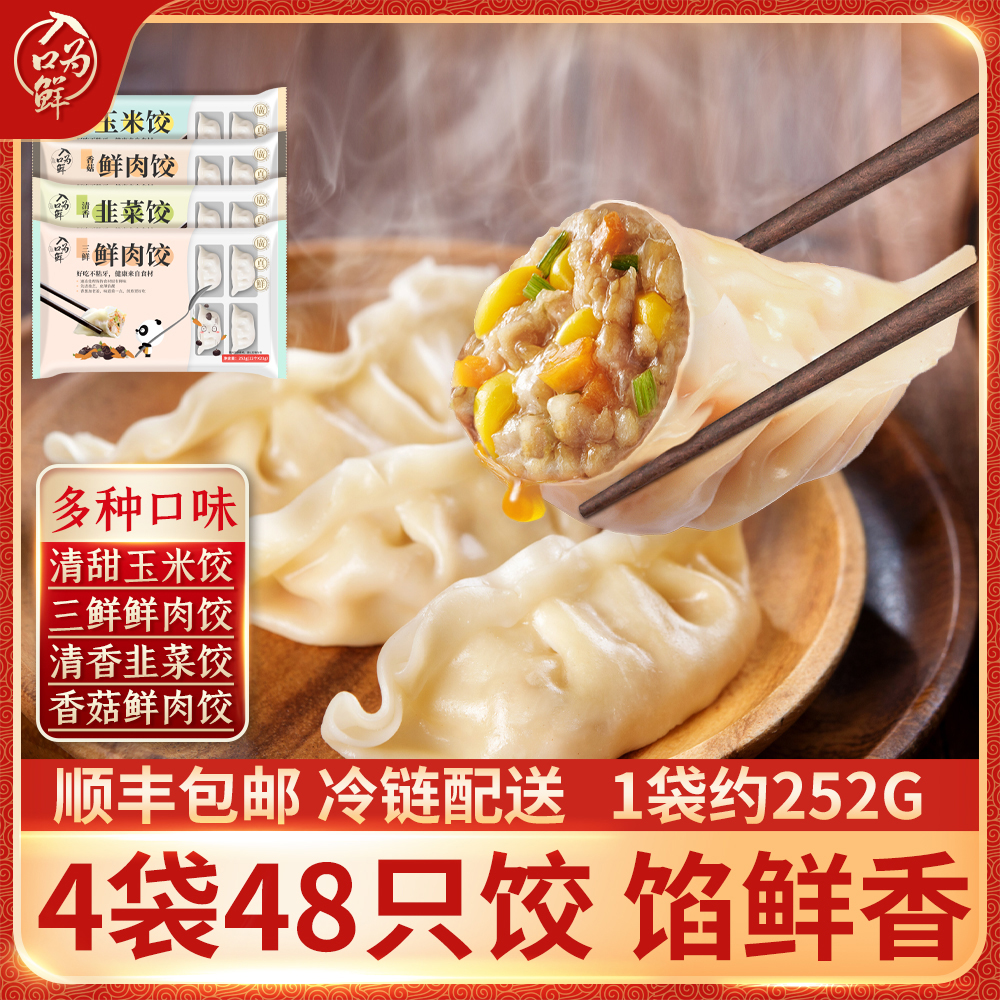 入
口为
鲜
玉米饺
香菇
鲜肉饺
清香
韭菜饺
三鲜
鲜肉饺
好吃不粘牙,健康来自食材
多种口味
清甜玉米饺
三鲜鲜肉饺
清香韭菜饺
香菇鲜肉饺
顺丰包邮 冷链配送 1袋约252G
4袋48只饺 馅鲜香